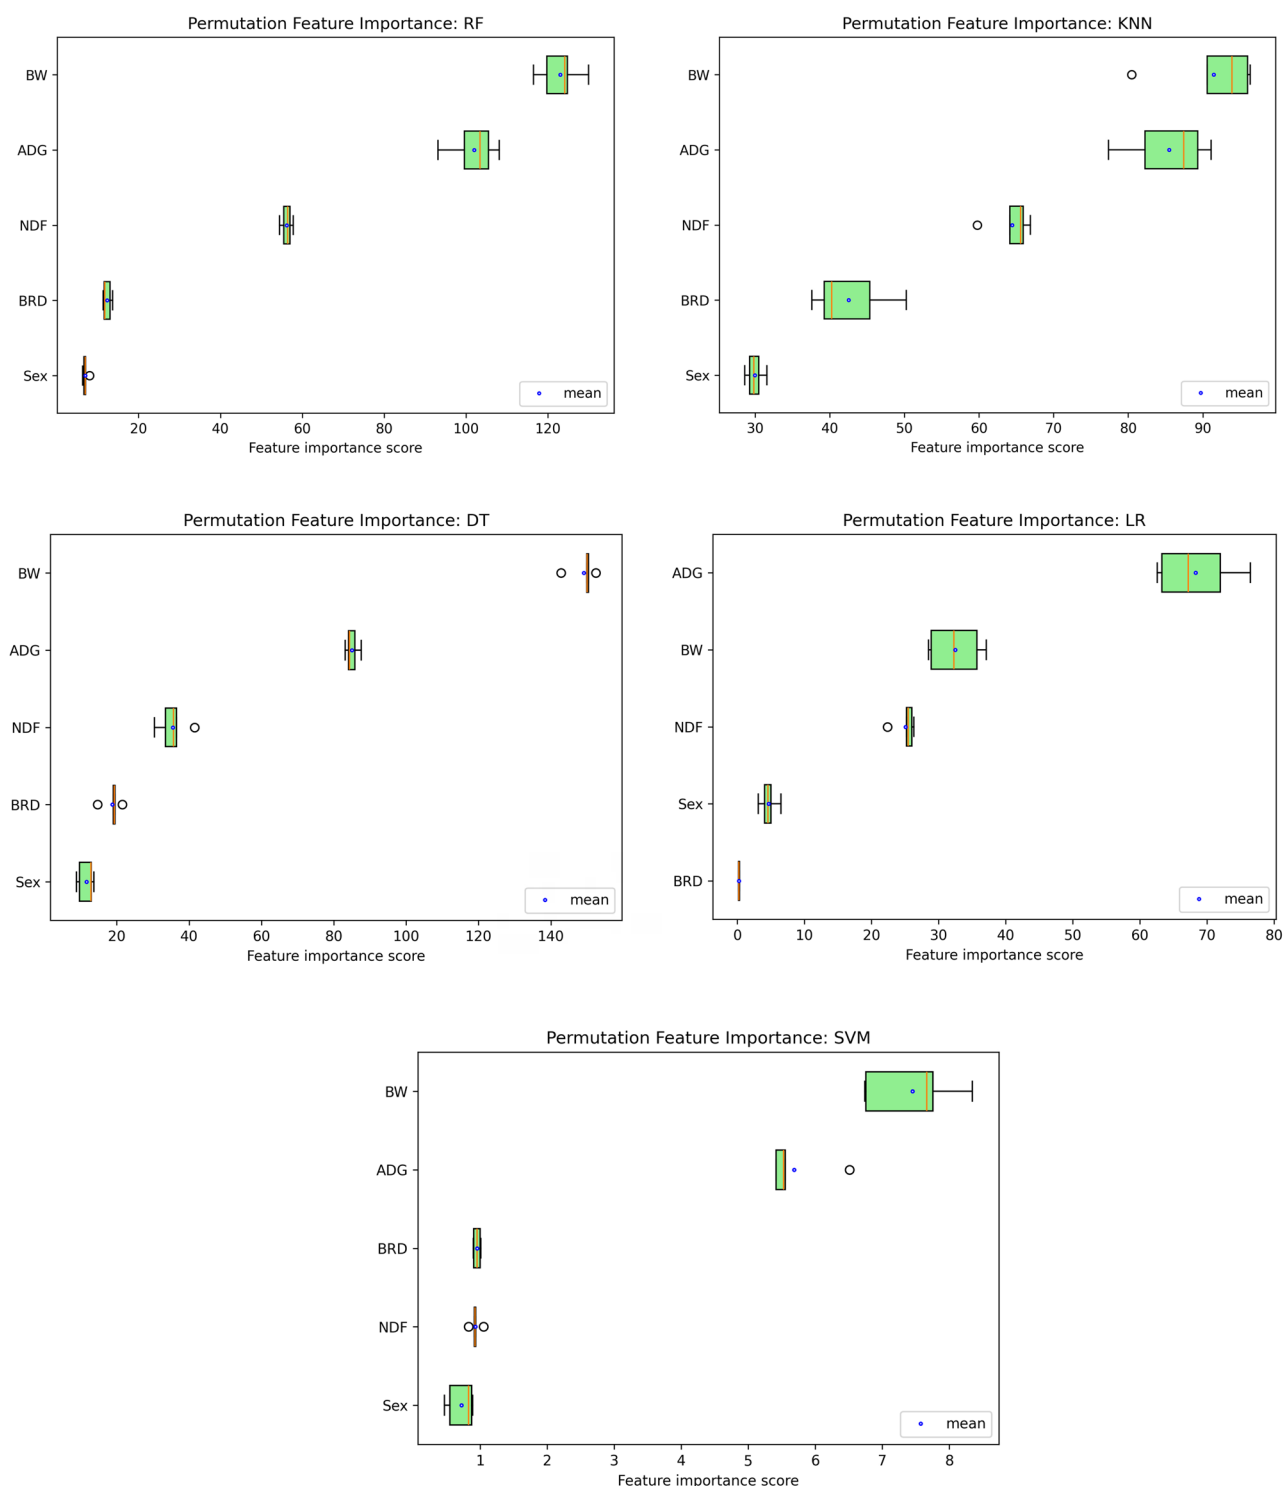 Permutation Feature Importance: RF
BW
ADG
NDF
BRD
Sex
mean
20 40 60 80 100 120
Feature importance score
Permutation Feature Importance: KNN
BW
ADG
NDF
BRD
Sex
mean
30 40 50 60 70 80 90
Feature importance score
Permutation Feature Importance: DT
BW
ADG
NDF
BRD
Sex
mean
20 40 60 80 100 120 140
Feature importance score
Permutation Feature Importance: LR
ADG
BW
NDF
Sex
BRD
mean
0 10 20 30 40 50 60 70 80
Feature importance score
Permutation Feature Importance: SVM
BW
ADG
BRD
NDF
Sex
mean
1 2 3 4 5 6 7 8
Feature importance score